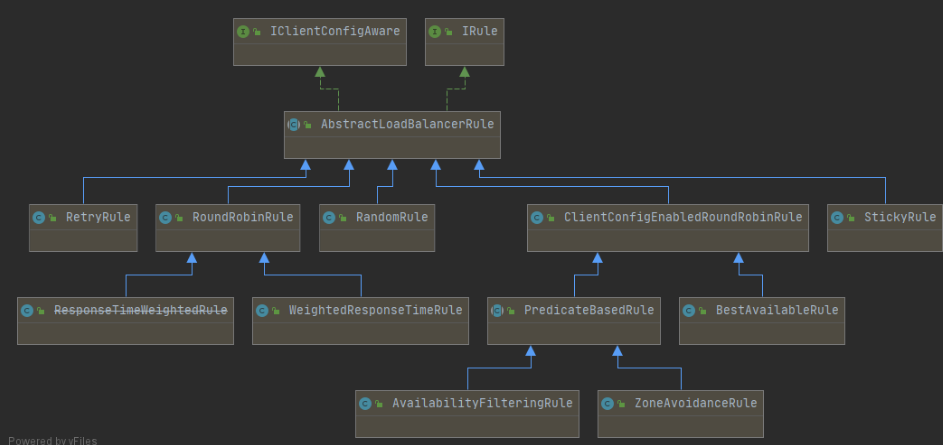 IClientConfigAware
IRule
AbstractLoadBalancerRule
RetryRule
RoundRobinRule
RandomRule
ClientConfigEnabledRoundRobinRule
StickyRule
ResponseTimeWeightedRule
WeightedResponseTimeRule
PredicateBasedRule
BestAvailableRule
AvailabilityFilteringRule
ZoneAvoidanceRule
Powered by yFiles